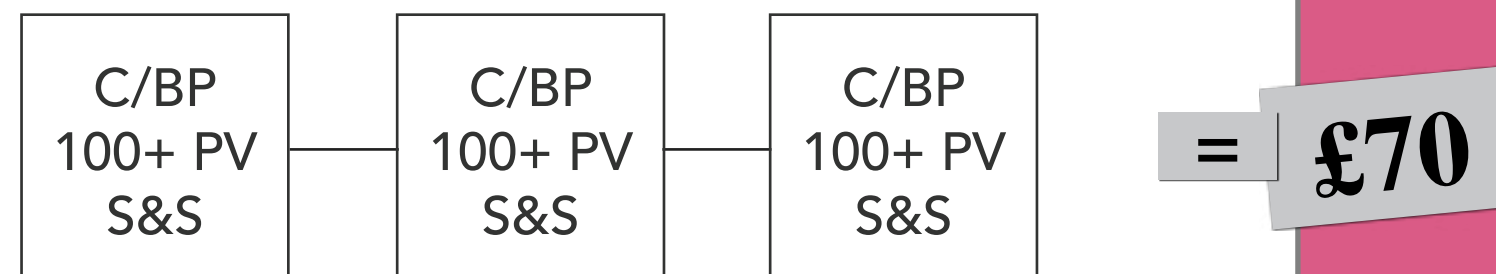 C/BP
100+ PV
S&S
C/BP
100+ PV
S&S
C/BP
100+ PV
S&S
=
£70